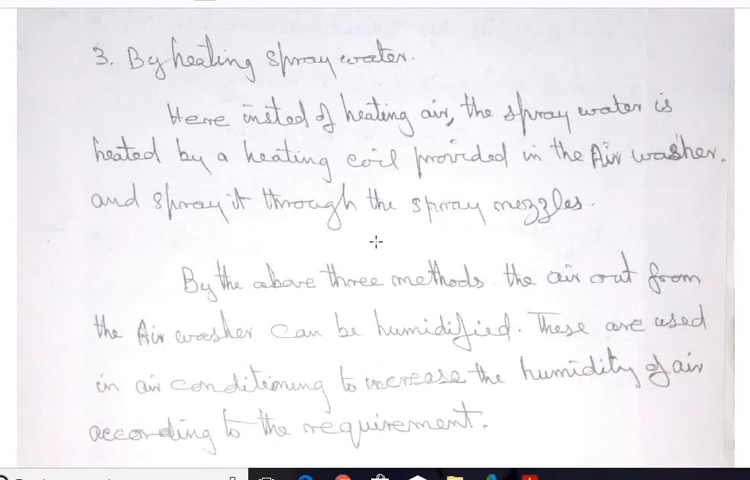 3. By heating spray water.
Here insted of heating air, the spray water is
heated by a heating coil provided in the Air washer.
and spray it through the spray nozzles.
By the above three methods the air out from
the Air washer can be humidified. These are used
in air conditioning to increase the humidity of air
according to the requirement.